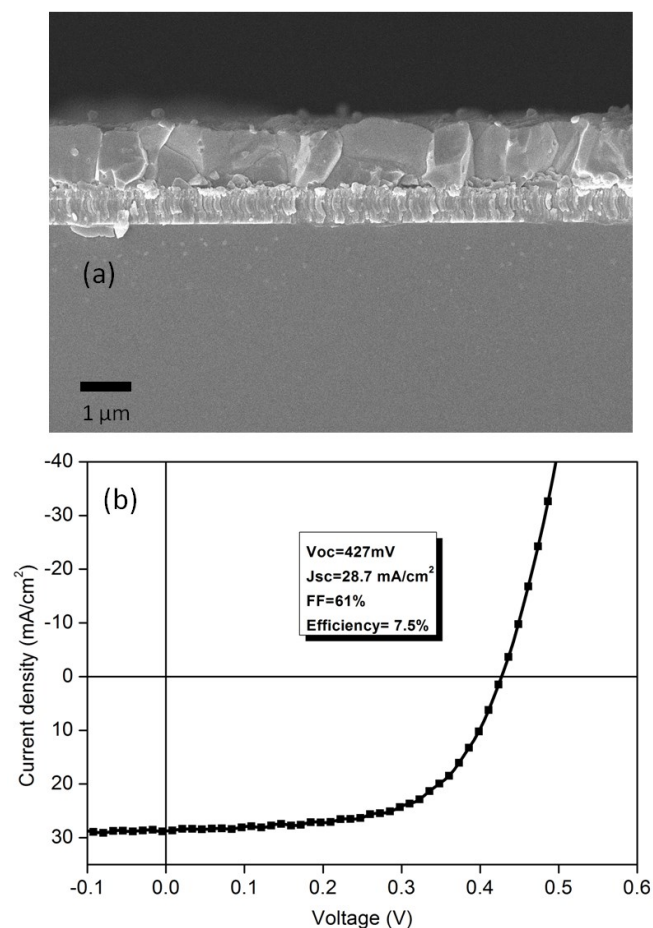 (a)
1 µm
(b)
Voc=427mV
Jsc=28.7 mA/cm²
FF=61%
Efficiency= 7.5%
Current density (mA/cm²)
-40
-30
-20
-10
0
10
20
30
-0.1 0.0 0.1 0.2 0.3 0.4 0.5 0.6
Voltage (V)